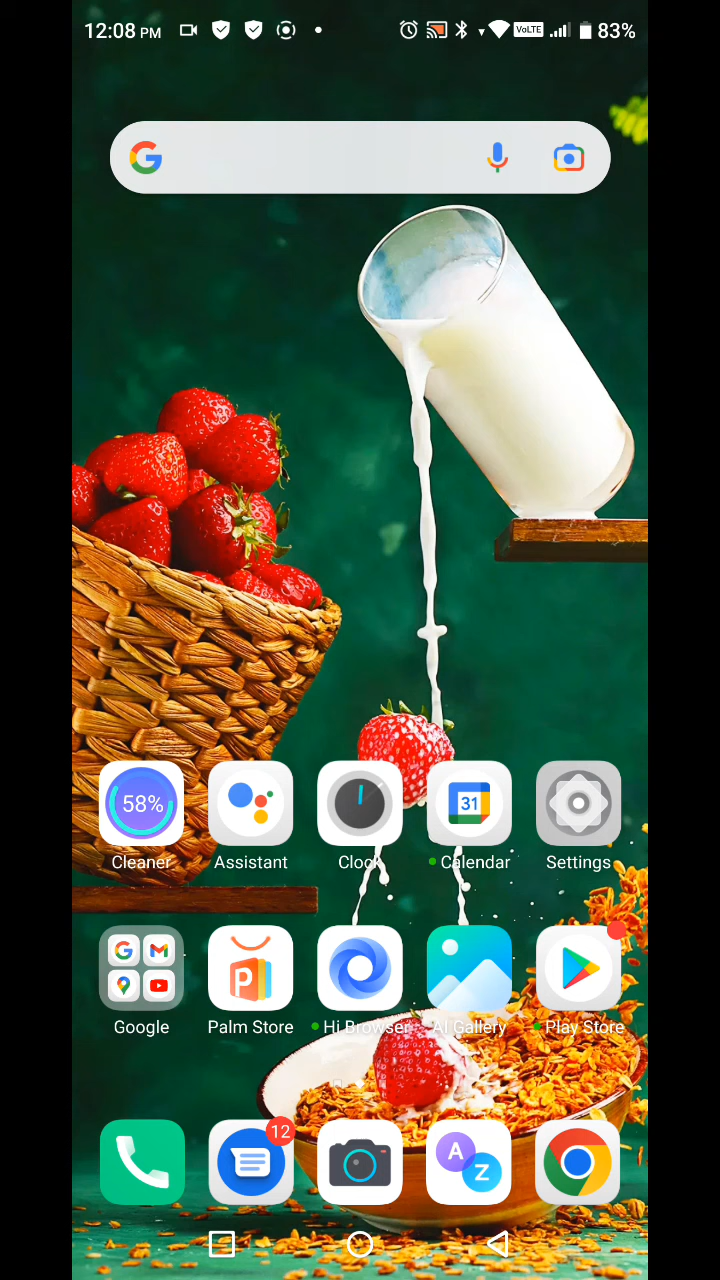 12:08 PM VoLTE 83%
58% 31
Cleaner Assistant Clock Calendar Settings
P
Google Palm Store Hi Browser AI Gallery Play Store
12
A Z